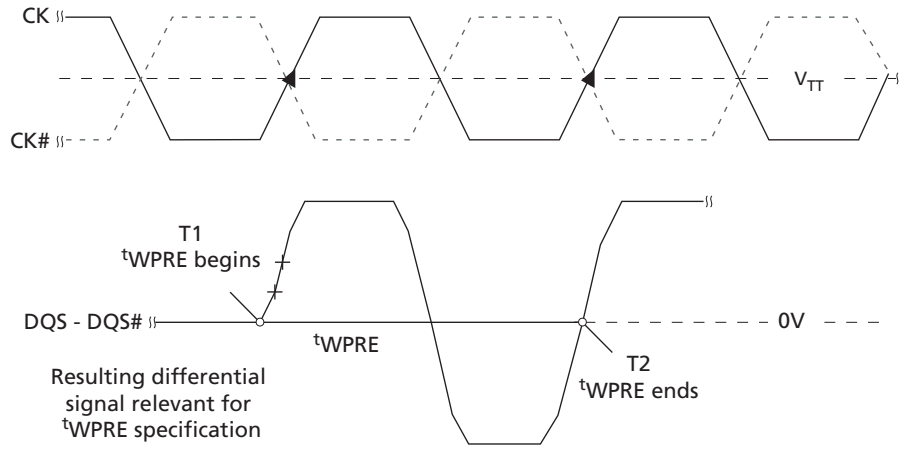 CK
V_TT
CK#
T1
ᵗWPRE begins
DQS - DQS#
0V
ᵗWPRE
T2
ᵗWPRE ends
Resulting differential
signal relevant for
ᵗWPRE specification